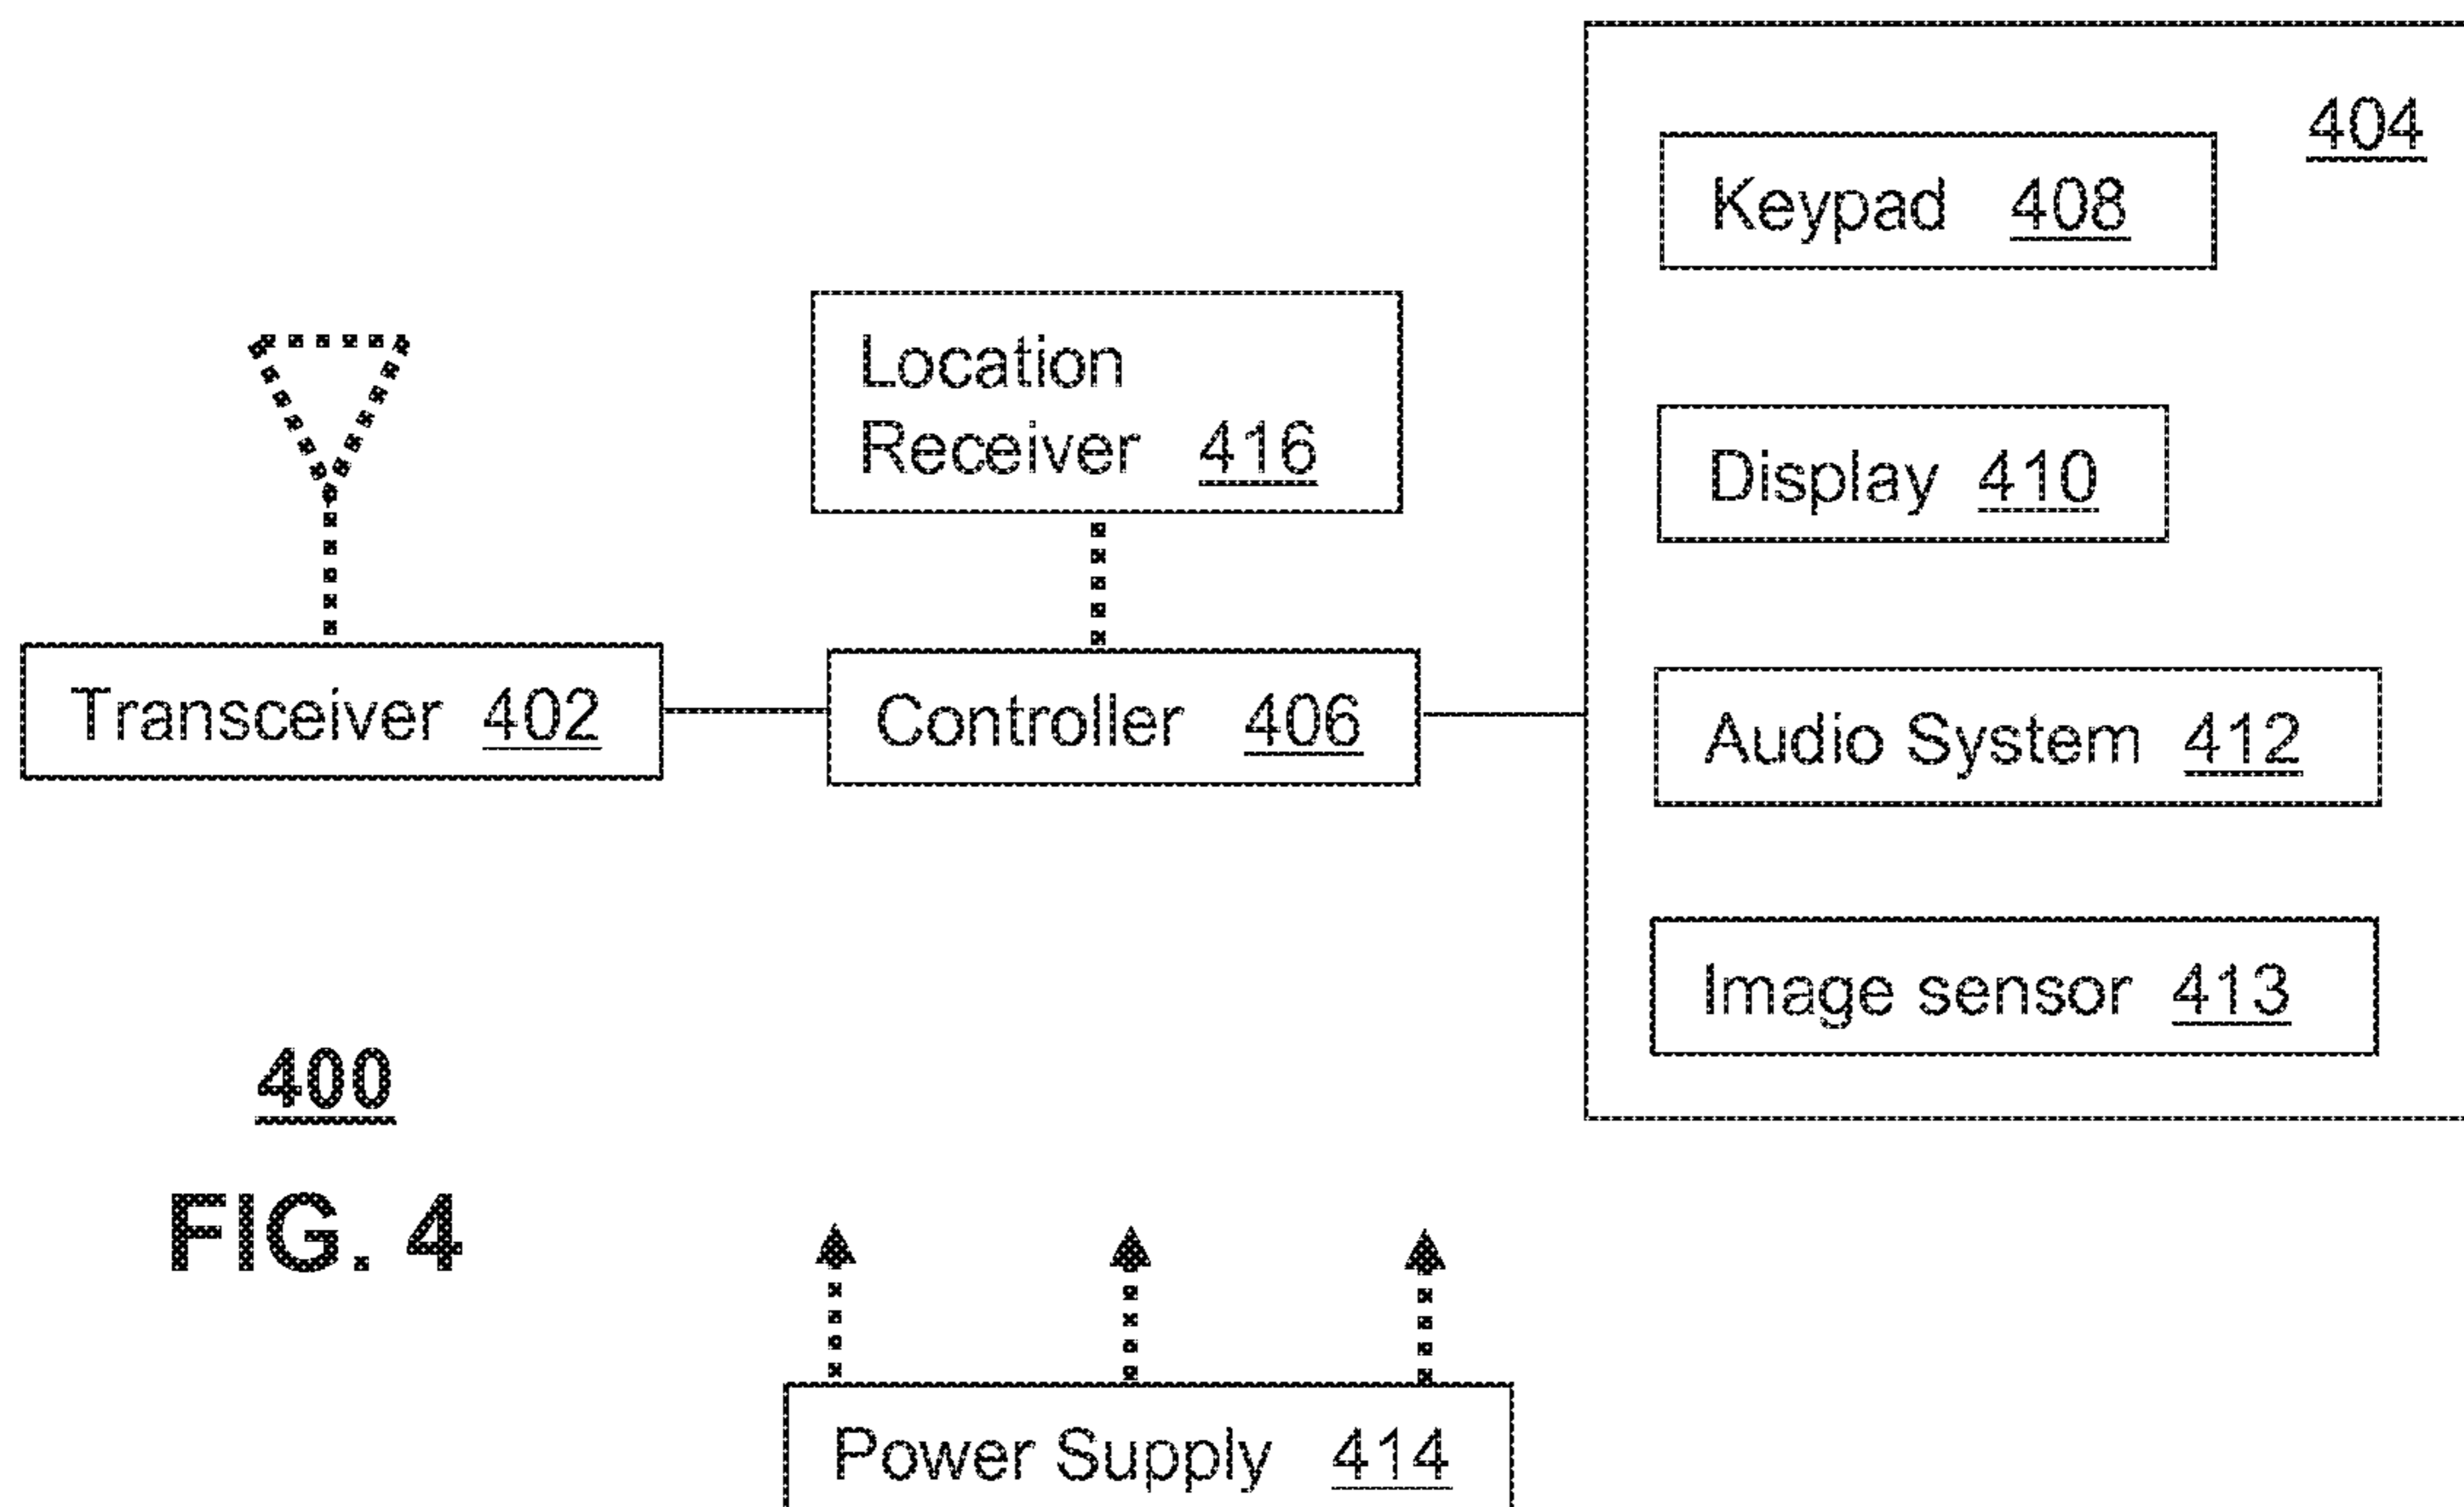 404
Keypad 408
Location
Receiver 416
Display 410
Transceiver 402
Controller 406
Audio System 412
Image sensor 413
400
FIG. 4
Power Supply 414